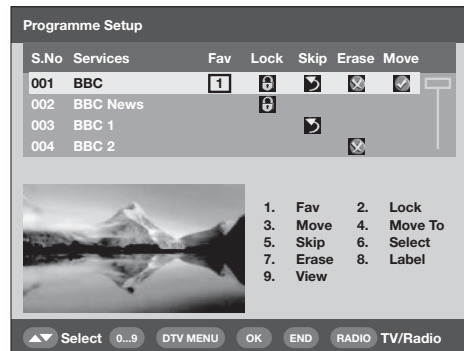 Programme Setup
S.No Services Fav Lock Skip Erase Move
001 BBC 1
002 BBC News
003 BBC 1
004 BBC 2
1. Fav 2. Lock
3. Move 4. Move To
5. Skip 6. Select
7. Erase 8. Label
9. View
Select 0...9 DTV MENU OK END RADIO TV/Radio